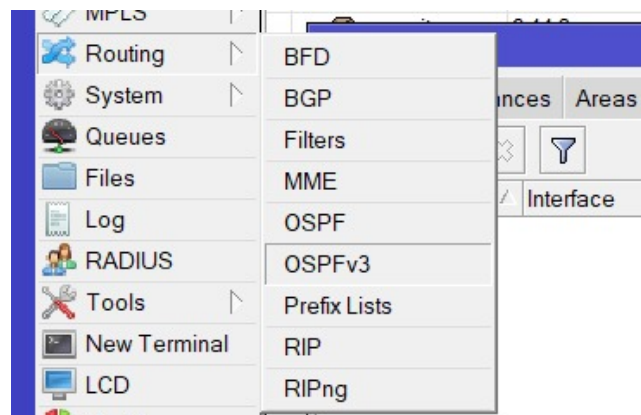 MPLS
Routing
System
Queues
Files
Log
RADIUS
Tools
New Terminal
LCD
BFD
BGP
Filters
MME
OSPF
OSPFv3
Prefix Lists
RIP
RIPng
Areas
Interface